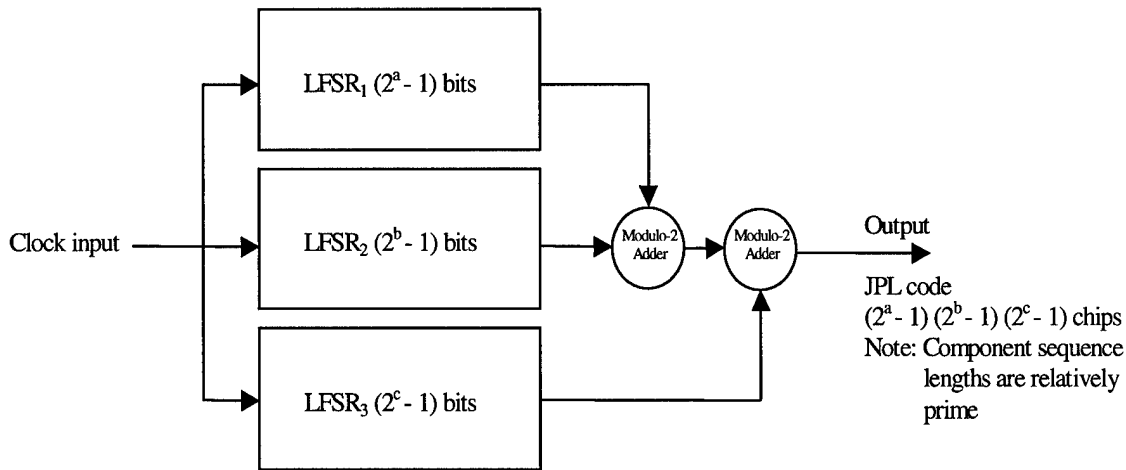 LFSR₁ (2ᵃ - 1) bits
Clock input
LFSR₂ (2ᵇ - 1) bits
Modulo-2
Adder
Modulo-2
Adder
Output
JPL code
(2ᵃ - 1) (2ᵇ - 1) (2ᶜ - 1) chips
Note: Component sequence
lengths are relatively
prime
LFSR₃ (2ᶜ - 1) bits